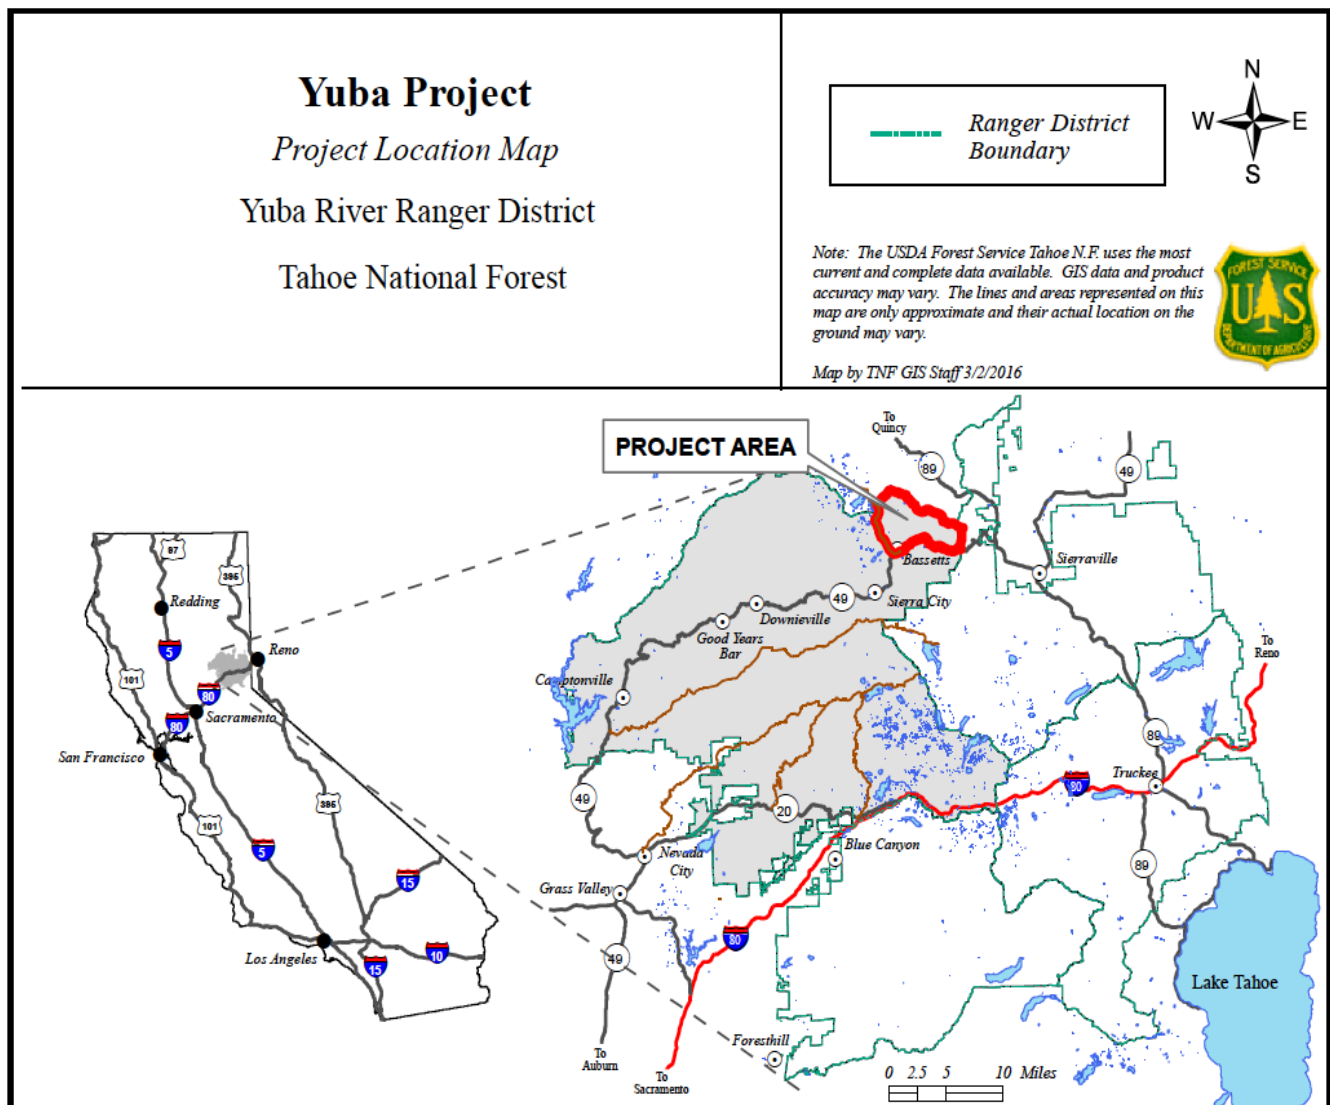 Yuba Project
Project Location Map
Yuba River Ranger District
Tahoe National Forest
Ranger District
Boundary
N
W
E
S
Note: The USDA Forest Service Tahoe N.F. uses the most
current and complete data available. GIS data and product
accuracy may vary. The lines and areas represented on this
map are only approximate and their actual location on the
ground may vary.
Map by TNF GIS Staff 3/2/2016
FOREST SERVICE
U S
DEPARTMENT OF AGRICULTURE
PROJECT AREA
To
Quincy
89
49
Bassetts
Sierraville
Sierra City
49
Downieville
Good Years
Bar
Camptonville
To
Reno
89
Truckee
80
49
20
Blue Canyon
Nevada
City
Grass Valley
89
80
49
Lake Tahoe
Foresthill
To
Auburn
To
Sacramento
0 2.5 5 10 Miles
97
395
Redding
5
Reno
101
80
Sacramento
80
San Francisco
395
101
5
15
Los Angeles
10
15